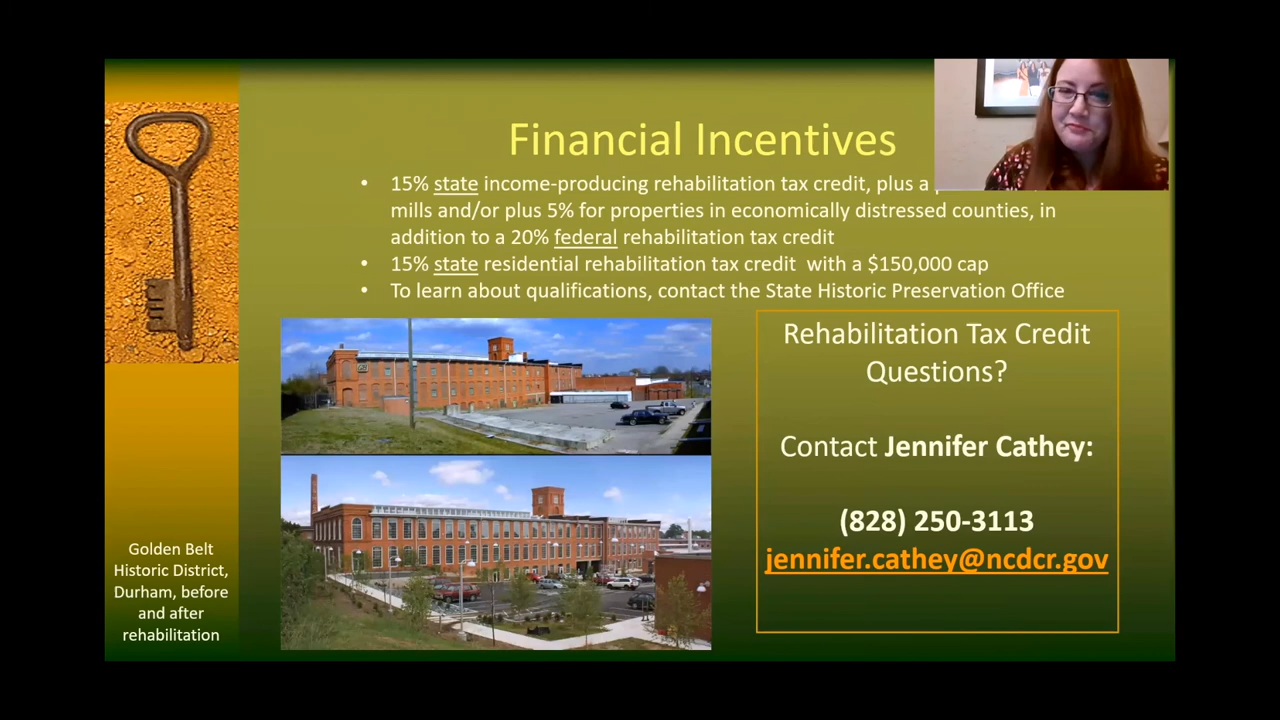 Financial Incentives
• 15% state income-producing rehabilitation tax credit, plus a
mills and/or plus 5% for properties in economically distressed counties, in
addition to a 20% federal rehabilitation tax credit
• 15% state residential rehabilitation tax credit with a $150,000 cap
• To learn about qualifications, contact the State Historic Preservation Office
Rehabilitation Tax Credit
Questions?
Contact Jennifer Cathey:
(828) 250-3113
jennifer.cathey@ncdcr.gov
Golden Belt
Historic District,
Durham, before
and after
rehabilitation